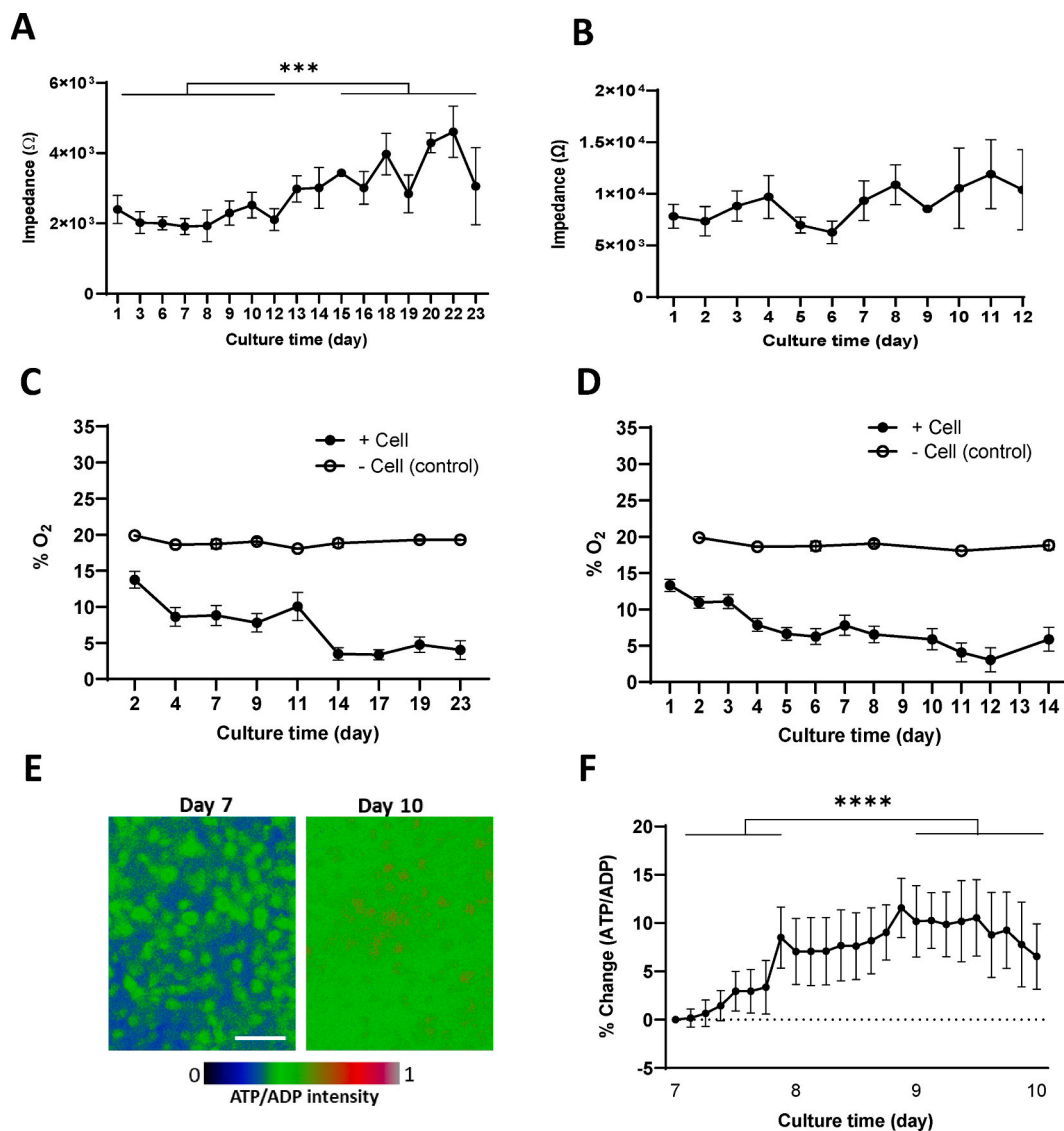 A
***
6×10³
4×10³
2×10³
0
Impedance (Ω)
1 3 6 7 8 9 10 12 13 14 15 16 18 19 20 22 23
Culture time (day)
B
2×10⁴
1.5×10⁴
1×10⁴
5×10³
0
Impedance (Ω)
1 2 3 4 5 6 7 8 9 10 11 12
Culture time (day)
C
35
30
25
20
15
10
5
0
% O₂
+ Cell
- Cell (control)
2 4 7 9 11 14 17 19 23
Culture time (day)
D
35
30
25
20
15
10
5
0
% O₂
+ Cell
- Cell (control)
1 2 3 4 5 6 7 8 9 10 11 12 13 14
Culture time (day)
E
Day 7 Day 10
0 1
ATP/ADP intensity
F
****
20
15
10
5
0
-5
% Change (ATP/ADP)
7 8 9 10
Culture time (day)